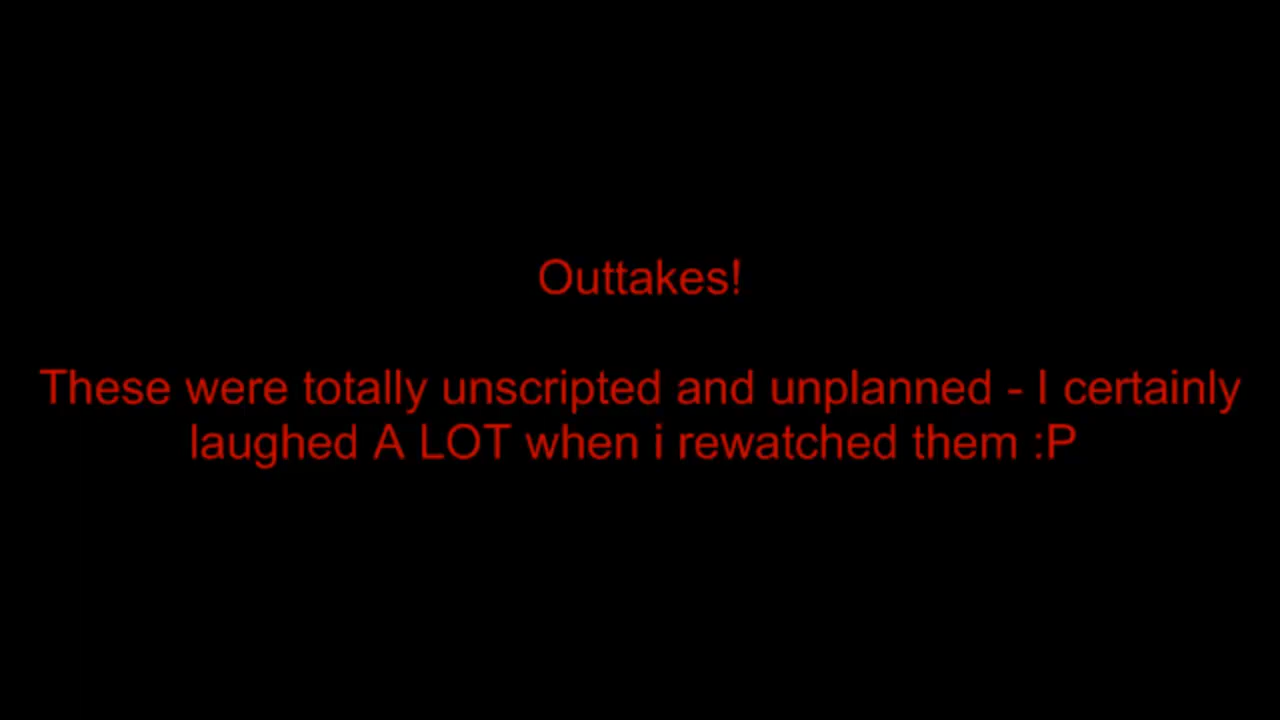 Outtakes!
These were totally unscripted and unplanned - I certainly
laughed A LOT when i rewatched them :P